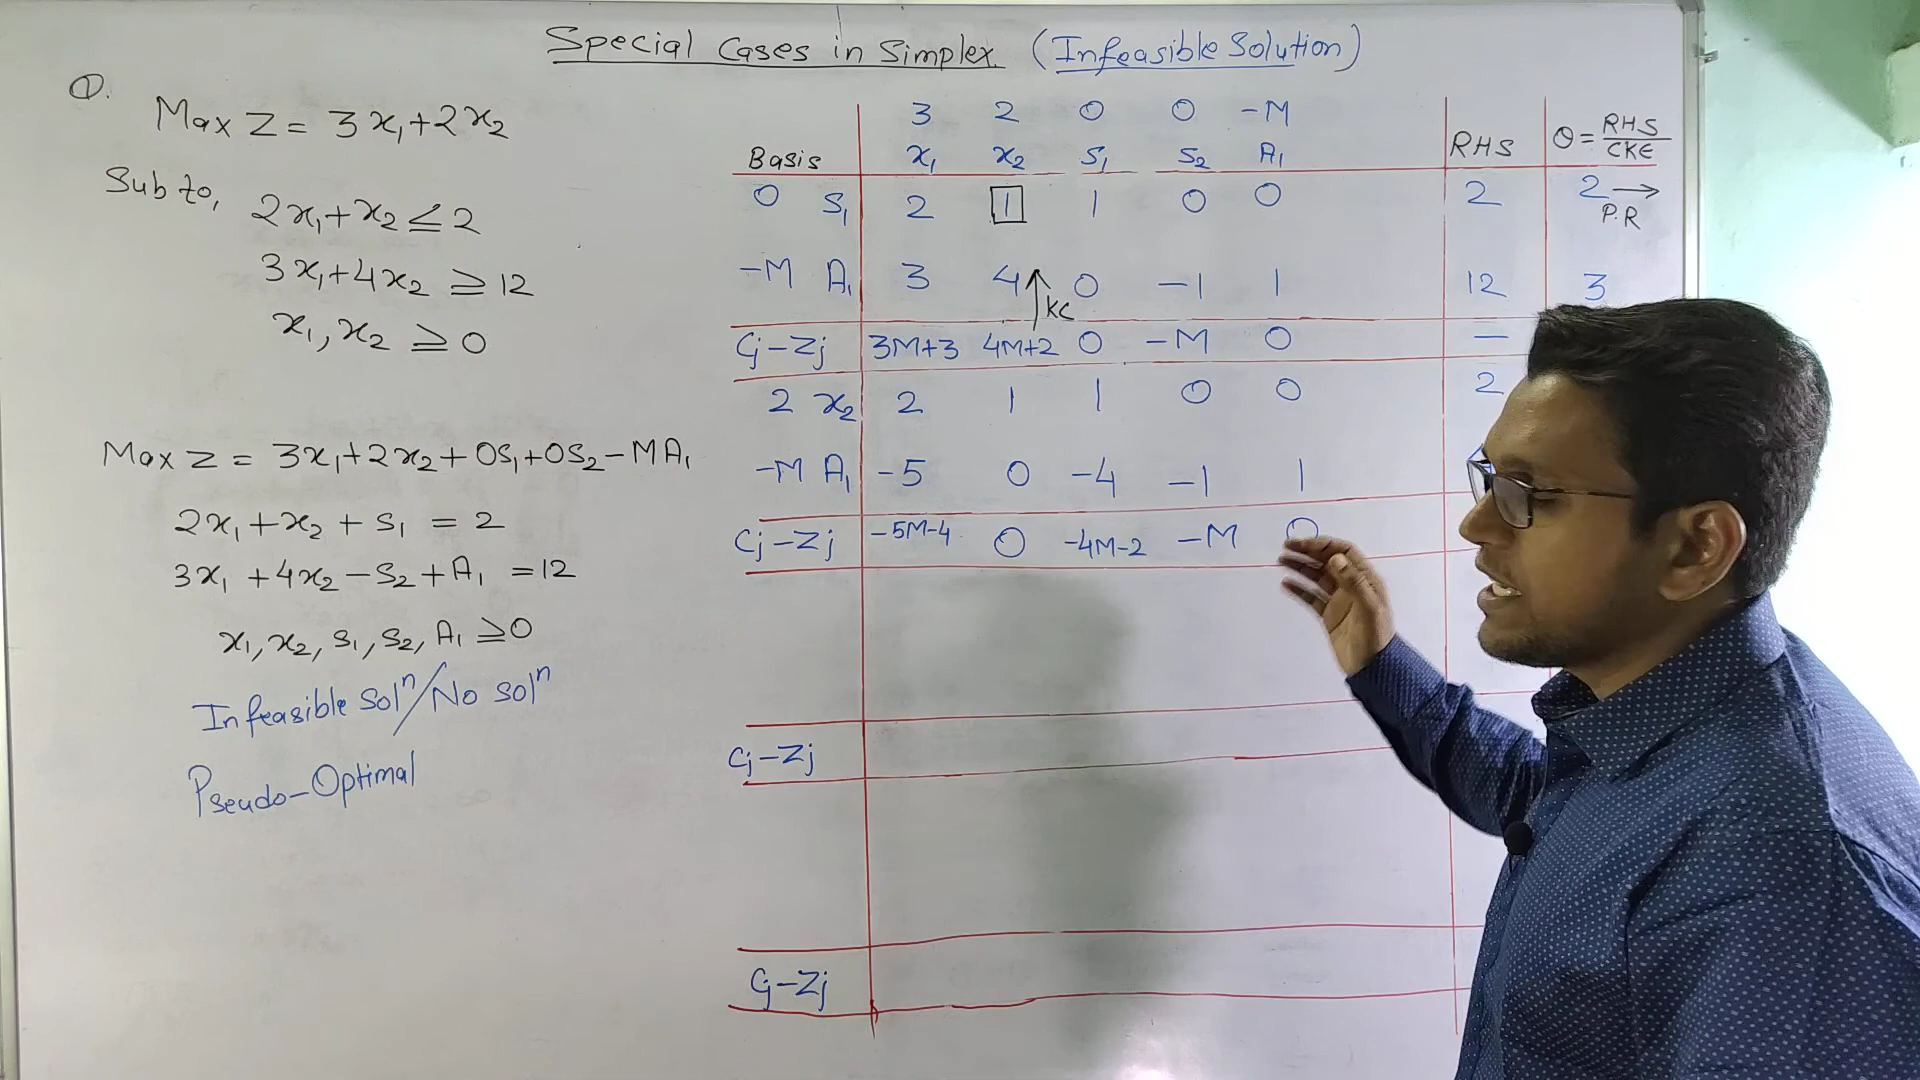 Special Cases in Simplex. (Infeasible Solution)
①.
Max Z = 3x₁+2x₂
Sub to,
2x₁+x₂ ≤ 2
3x₁+4x₂ ≥ 12
x₁, x₂ ≥ 0
Max Z = 3x₁+2x₂+0S₁+0S₂-MA₁
2x₁+x₂+S₁ = 2
3x₁+4x₂-S₂+A₁ = 12
x₁, x₂, S₁, S₂, A₁ ≥ 0
Infeasible solⁿ/No solⁿ
Pseudo-Optimal
3 2 0 0 -M
Basis x₁ x₂ S₁ S₂ A₁ RHS θ = RHS/CKE
0 S₁ 2 1 1 0 0 2 2 →
P.R
-M A₁ 3 4 0 -1 1 12 3
KC
Cj-Zj 3M+3 4M+2 0 -M 0 —
2 x₂ 2 1 1 0 0 2
-M A₁ -5 0 -4 -1 1
Cj-Zj -5M-4 0 -4M-2 -M 0
Cj-Zj
Cj-Zj